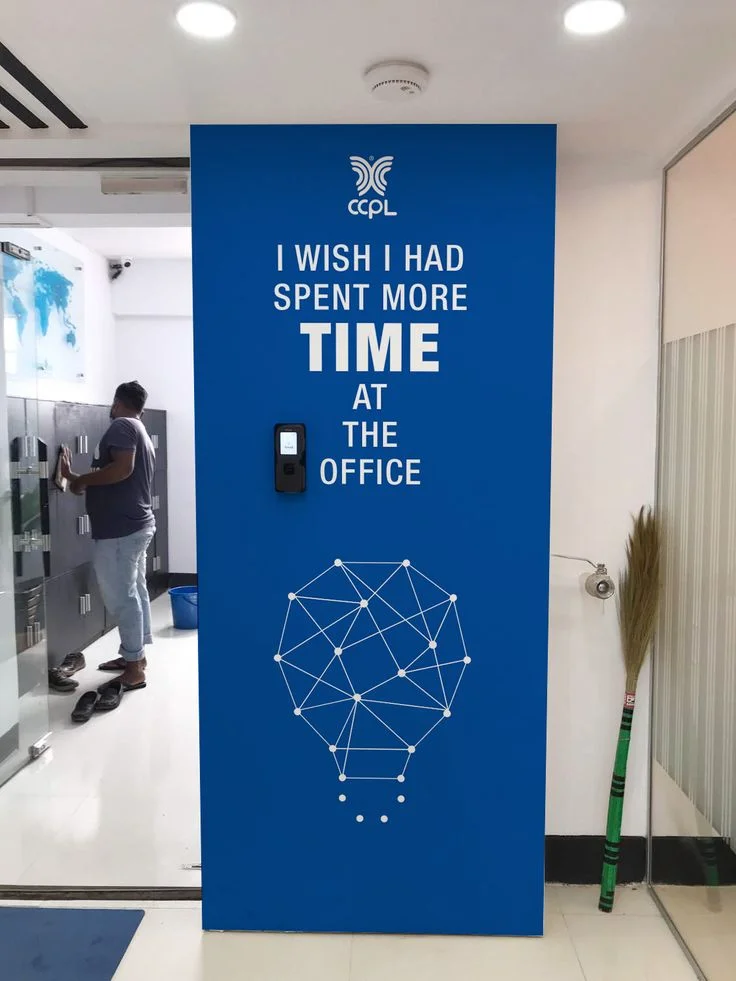 CCPL
I WISH I HAD
SPENT MORE
TIME
AT
THE
OFFICE